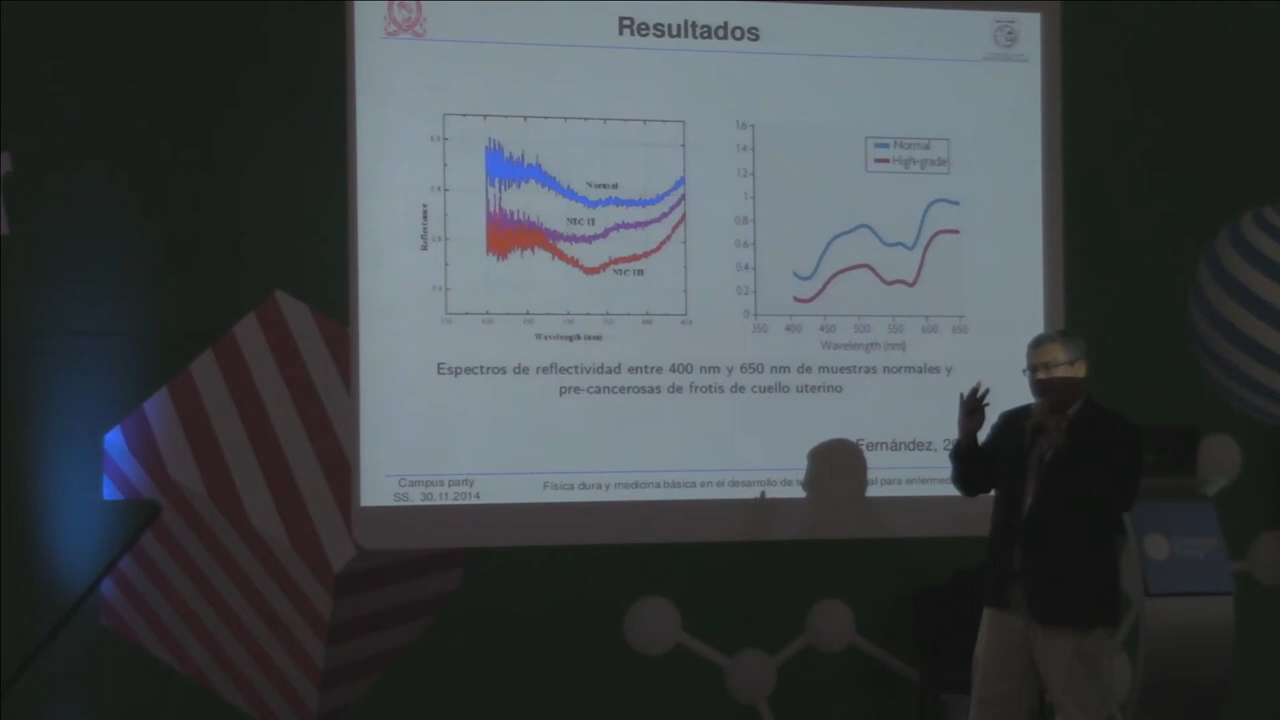 Resultados
Normal
NIC II
NIC III
Reflectance
Wavelength (nm)
1.6
1.4
1.2
1
0.8
0.6
0.4
0.2
0
Normal
High-grade
350 400 450 500 550 600 650
Wavelength (nm)
Espectros de reflectividad entre 400 nm y 650 nm de muestras normales y
pre-cancerosas de frotis de cuello uterino
Fernández, 2
Campus party
SS. 30.11.2014
Física dura y medicina básica en el desarrollo de al para enfermed